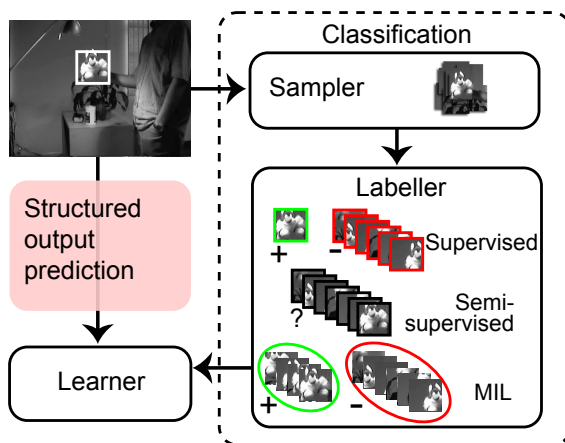 Classification
Sampler
Labeller
+
-
Supervised
?
Semi-
supervised
+
-
MIL
Structured
output
prediction
Learner